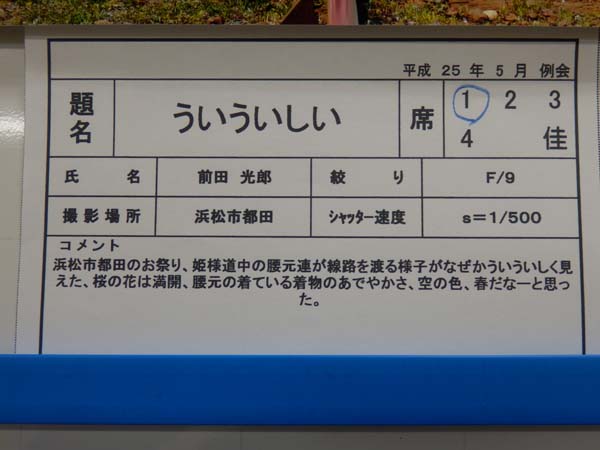 平成 25 年 5 月 例会
題名 ういういしい 席 1 2 3
4 佳
氏 名 前田 光郎 絞 り F/9
撮影場所 浜松市都田 シャッター速度 s=1/500
コメント
浜松市都田のお祭り、姫様道中の腰元連が線路を渡る様子がなぜかういういしく見
えた、桜の花は満開、腰元の着ている着物のあでやかさ、空の色、春だなーと思っ
た。